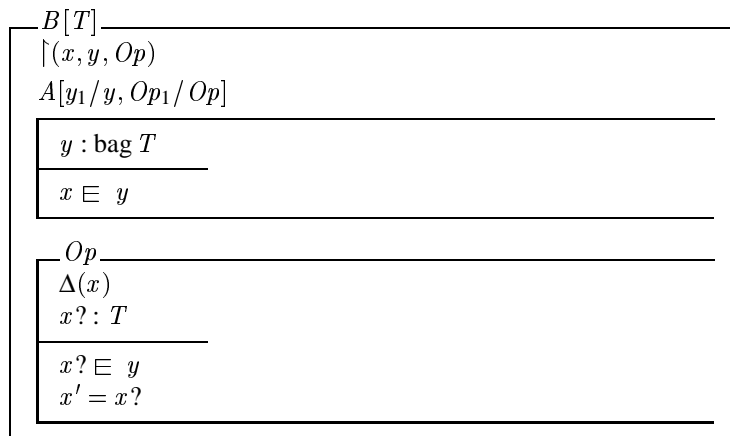 B[T]
↾(x, y, Op)
A[y₁/y, Op₁/Op]
y : bag T
x ⋿ y
Op
Δ(x)
x? : T
x? ⋿ y
x′ = x?